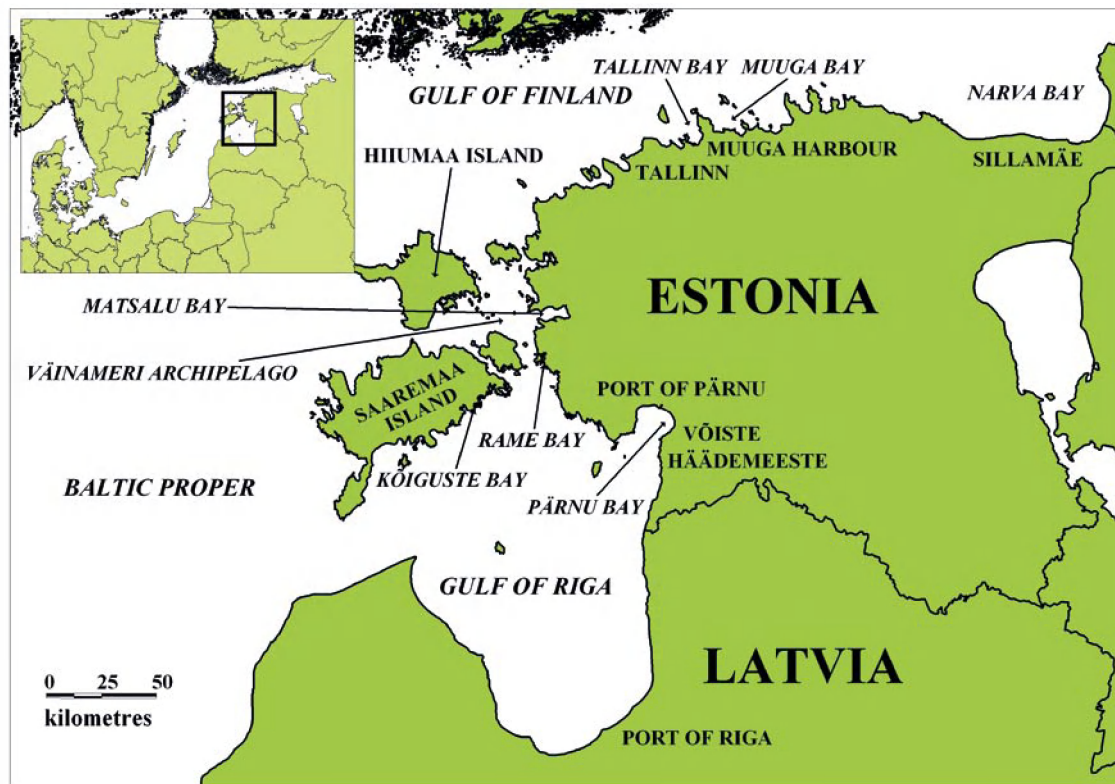 TALLINN BAY
MUUGA BAY
GULF OF FINLAND
NARVA BAY
HIIUMAA ISLAND
MUUGA HARBOUR
SILLAMÄE
TALLINN
MATSALU BAY
ESTONIA
VÄINAMERI ARCHIPELAGO
SAAREMAA
ISLAND
PORT OF PÄRNU
RAME BAY
VÕISTE
HÄÄDEMEESTE
KÕIGUSTE BAY
BALTIC PROPER
PÄRNU BAY
GULF OF RIGA
LATVIA
0 25 50
kilometres
PORT OF RIGA